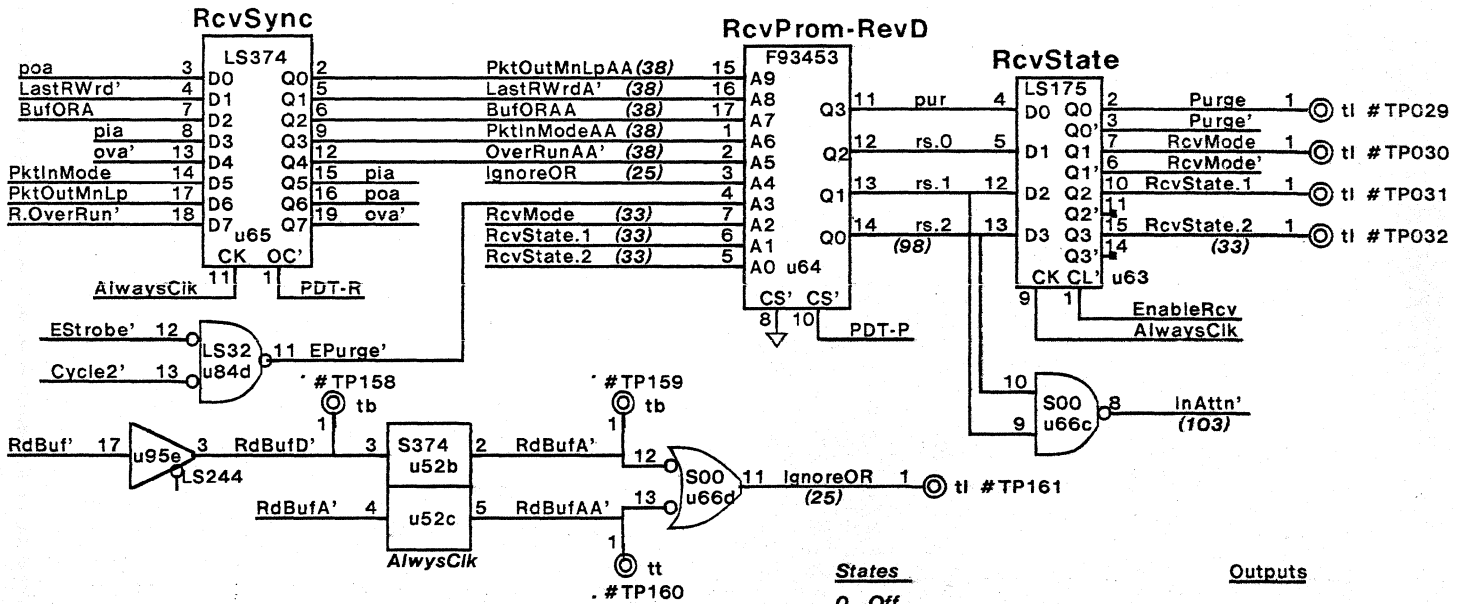 RcvSync
LS374
poa 3 D0 Q0 2 PktOutMnLpAA (38) 15 A9
LastRWrd' 4 D1 Q1 5 LastRWrdA' (38) 16 A8
BufORA 7 D2 Q2 6 BufORAA (38) 17 A7
pia 8 D3 Q3 9 PktInModeAA (38) 1 A6
ova' 13 D4 Q4 12 OverRunAA' (38) 2 A5
PktInMode 14 D5 Q5 15 pia
IgnoreOR (25) 3 A4
PktOutMnLp 17 D6 Q6 16 poa
4 A3
R.OverRun' 18 D7 Q7 19 ova'
RcvMode (33) 7 A2
RcvState.1 (33) 6 A1
RcvState.2 (33) 5 A0
u65
CK OC'
11 1
AlwaysClk PDT-R
RcvProm-RevD
F93453
Q3 11 pur 4 D0
Q2 12 rs.0 5 D1
Q1 13 rs.1 12 D2
Q0 14 rs.2 13 D3
(98)
u64
CS' CS'
8 10
PDT-P
RcvState
LS175
Q0 2 Purge 1 tl #TP029
Q0' 3 Purge'
Q1 7 RcvMode 1 tl #TP030
Q1' 6 RcvMode'
Q2 10 RcvState.1 1 tl #TP031
Q2' 11
Q3 15 RcvState.2 1 tl #TP032
(33)
Q3' 14
CK CL' u63
9 1
EnableRcv
AlwaysClk
EStrobe' 12
LS32
u84d
11 EPurge'
Cycle2' 13
10
S00
u66c
8 InAttn'
(103)
9
#TP158
tb
1
#TP159
tb
1
RdBuf' 17 u95e 3 RdBufD' 3 S374 2 RdBufA' 12
LS244
u52b
S00
u66d
11 IgnoreOR 1 tl #TP161
(25)
RdBufA' 4 u52c 5 RdBufAA' 13
AlwysClk
1
tt
#TP160
States
Outputs
0 Off